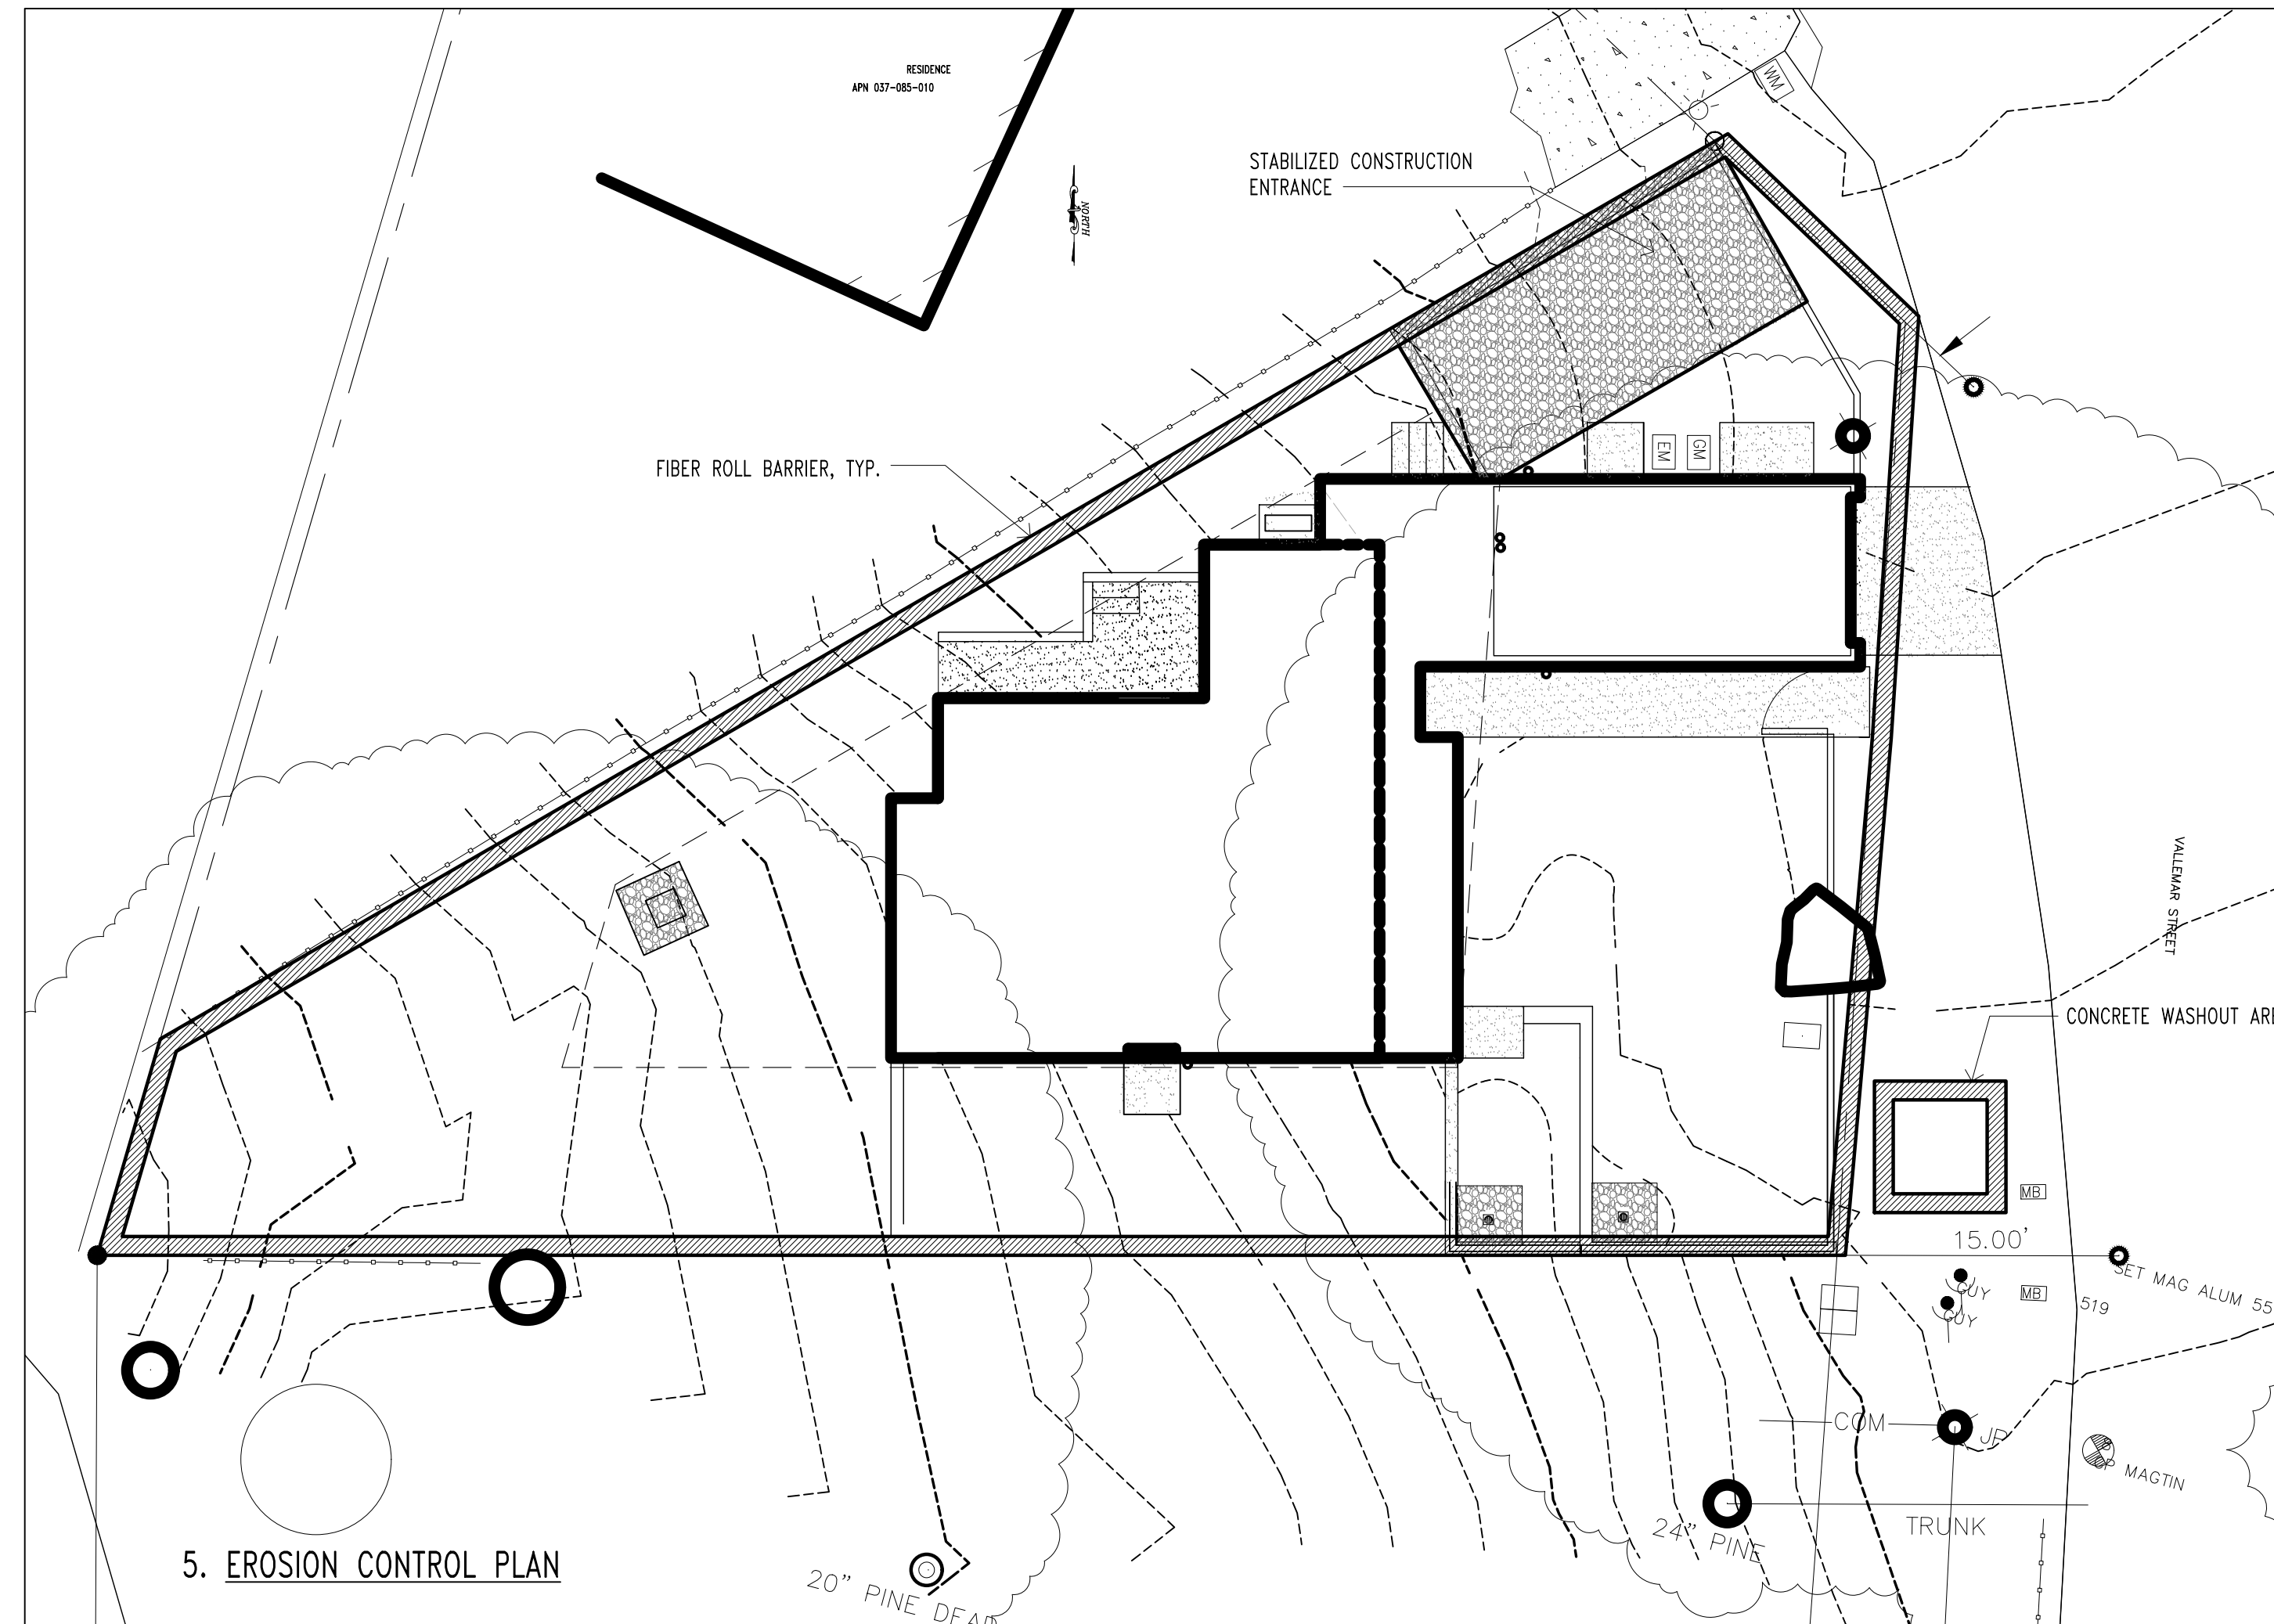 RESIDENCE
APN 037-085-010
WM
STABILIZED CONSTRUCTION
ENTRANCE
NORTH
FIBER ROLL BARRIER, TYP.
EM
GM
VALLEMAR STREET
CONCRETE WASHOUT ARE
MB
15.00'
SET MAG ALUM 55
GUY
MB
519
GUY
COM
JP
CP MAGTIN
24" PINE
TRUNK
5. EROSION CONTROL PLAN
20" PINE DEAD